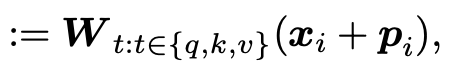 := W_{t:t∈{q,k,v}}(x_i + p_i),